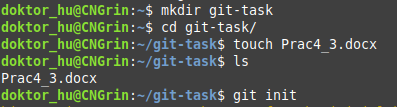 doktor_hu@CNGrin:~$ mkdir git-task
doktor_hu@CNGrin:~$ cd git-task/
doktor_hu@CNGrin:~/git-task$ touch Prac4_3.docx
doktor_hu@CNGrin:~/git-task$ ls
Prac4_3.docx
doktor_hu@CNGrin:~/git-task$ git init